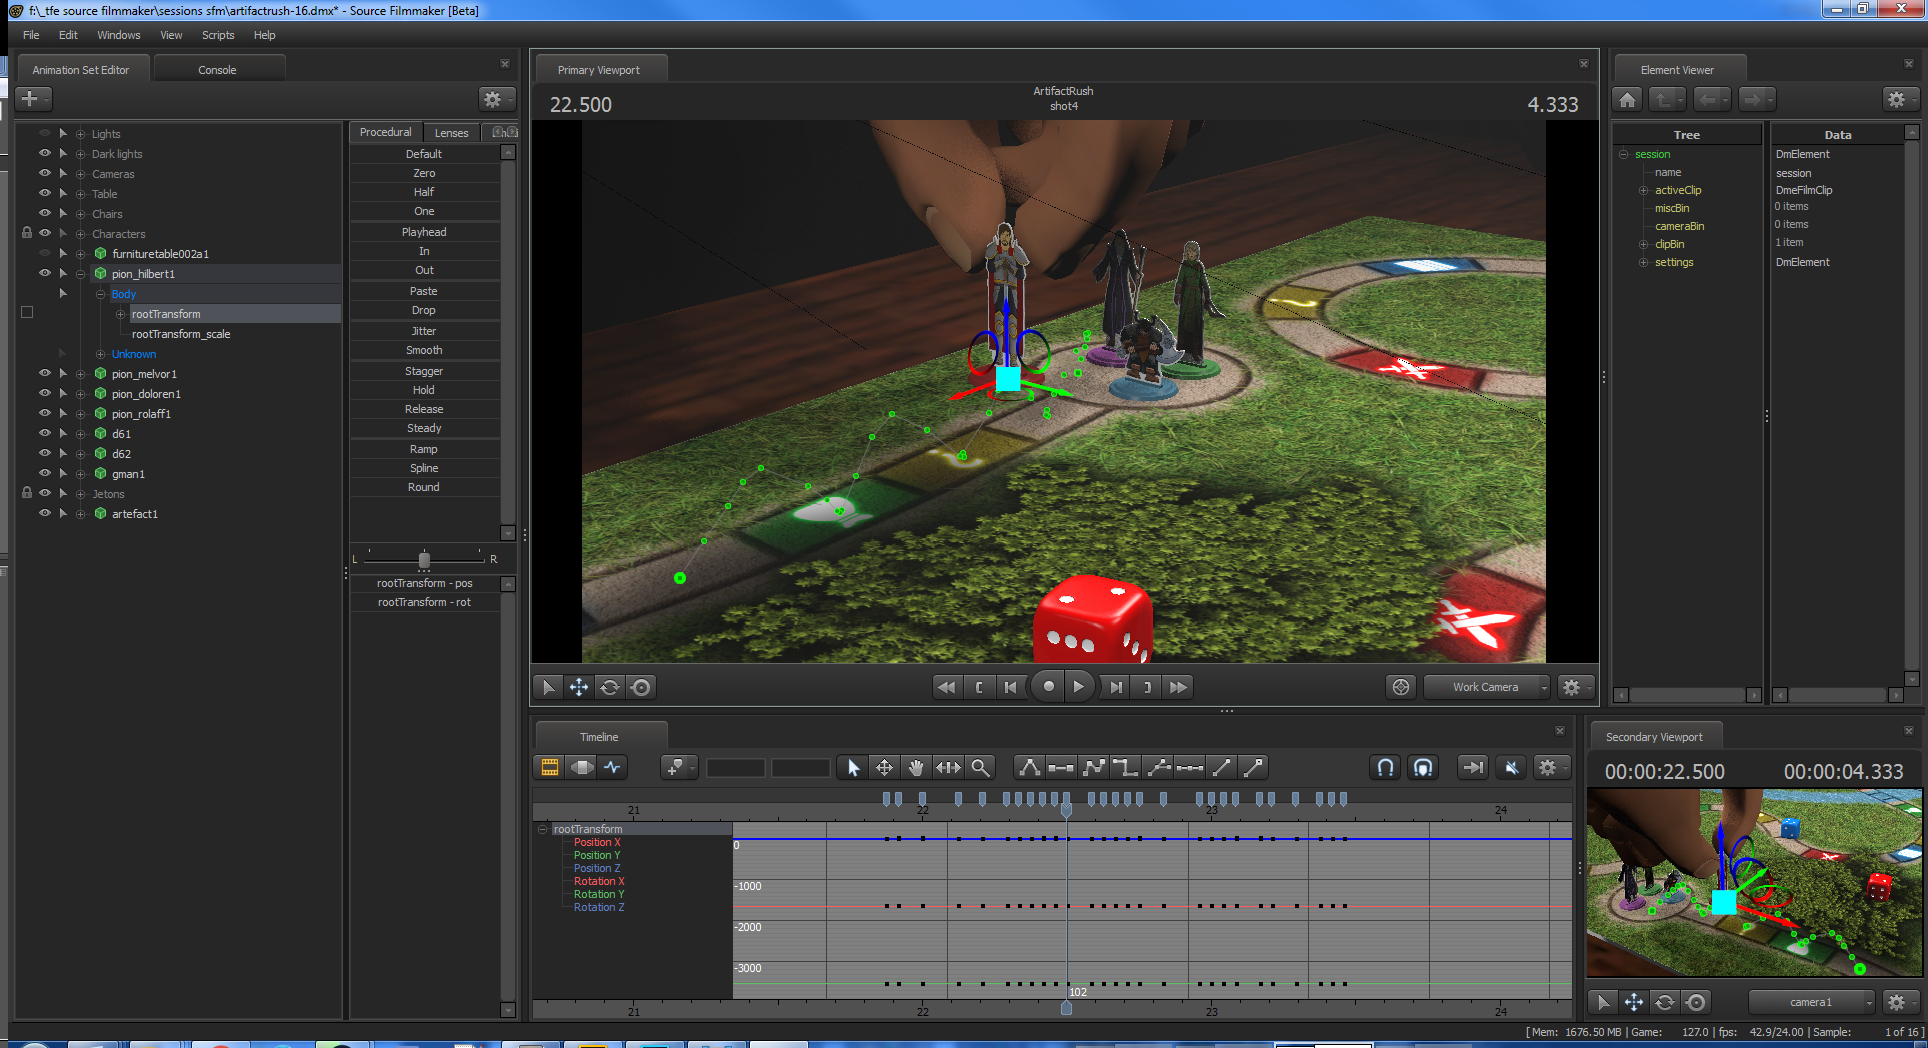 f:\_tfe source filmmaker\sessions sfm\artifactrush-16.dmx* - Source Filmmaker [Beta]
File Edit Windows View Scripts Help
Animation Set Editor Console
Lights
Dark lights
Cameras
Table
Chairs
Characters
furnituretable002a1
pion_hilbert1
Body
rootTransform
rootTransform_scale
Unknown
pion_melvor1
pion_doloren1
pion_rolaff1
d61
d62
gman1
Jetons
artefact1
Procedural Lenses
Default
Zero
Half
One
Playhead
In
Out
Paste
Drop
Jitter
Smooth
Stagger
Hold
Release
Steady
Ramp
Spline
Round
L R
rootTransform - pos
rootTransform - rot
Primary Viewport
22.500 ArtifactRush 4.333
shot4
Work Camera
Element Viewer
Tree Data
session DmElement
name session
activeClip DmeFilmClip
miscBin 0 items
cameraBin 0 items
clipBin 1 item
settings DmElement
Timeline
21 22 23 24
rootTransform
Position X
Position Y
Position Z
Rotation X
Rotation Y
Rotation Z
0
-1000
-2000
-3000
102
21 22 23 24
Secondary Viewport
00:00:22.500 00:00:04.333
camera1
[ Mem: 1676.50 MB | Game: 127.0 | fps: 42.9/24.00 | Sample: 1 of 16 ]